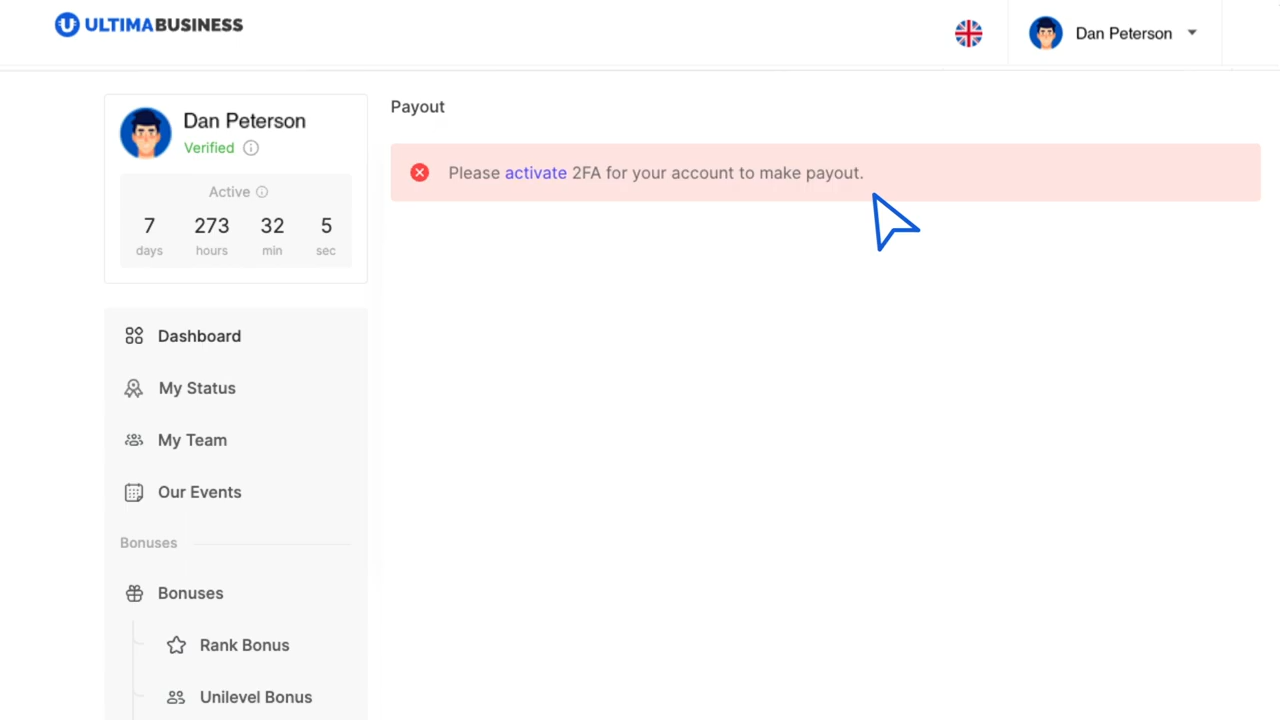 ULTIMABUSINESS
Dan Peterson
Dan Peterson
Verified
Active
7 273 32 5
days hours min sec
Payout
Please activate 2FA for your account to make payout.
Dashboard
My Status
My Team
Our Events
Bonuses
Bonuses
Rank Bonus
Unilevel Bonus